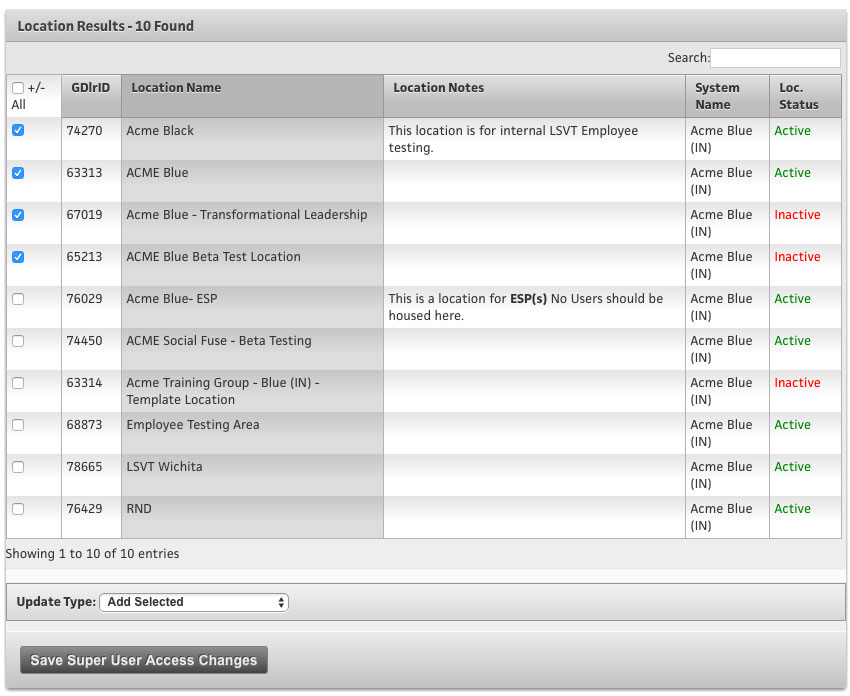 Location Results - 10 Found
Search:
+/- All GDlrID Location Name Location Notes System Name Loc. Status
74270 Acme Black This location is for internal LSVT Employee testing. Acme Blue (IN) Active
63313 ACME Blue Acme Blue (IN) Active
67019 Acme Blue - Transformational Leadership Acme Blue (IN) Inactive
65213 ACME Blue Beta Test Location Acme Blue (IN) Inactive
76029 Acme Blue- ESP This is a location for ESP(s) No Users should be housed here. Acme Blue (IN) Active
74450 ACME Social Fuse - Beta Testing Acme Blue (IN) Active
63314 Acme Training Group - Blue (IN) - Template Location Acme Blue (IN) Inactive
68873 Employee Testing Area Acme Blue (IN) Active
78665 LSVT Wichita Acme Blue (IN) Active
76429 RND Acme Blue (IN) Active
Showing 1 to 10 of 10 entries
Update Type: Add Selected
Save Super User Access Changes